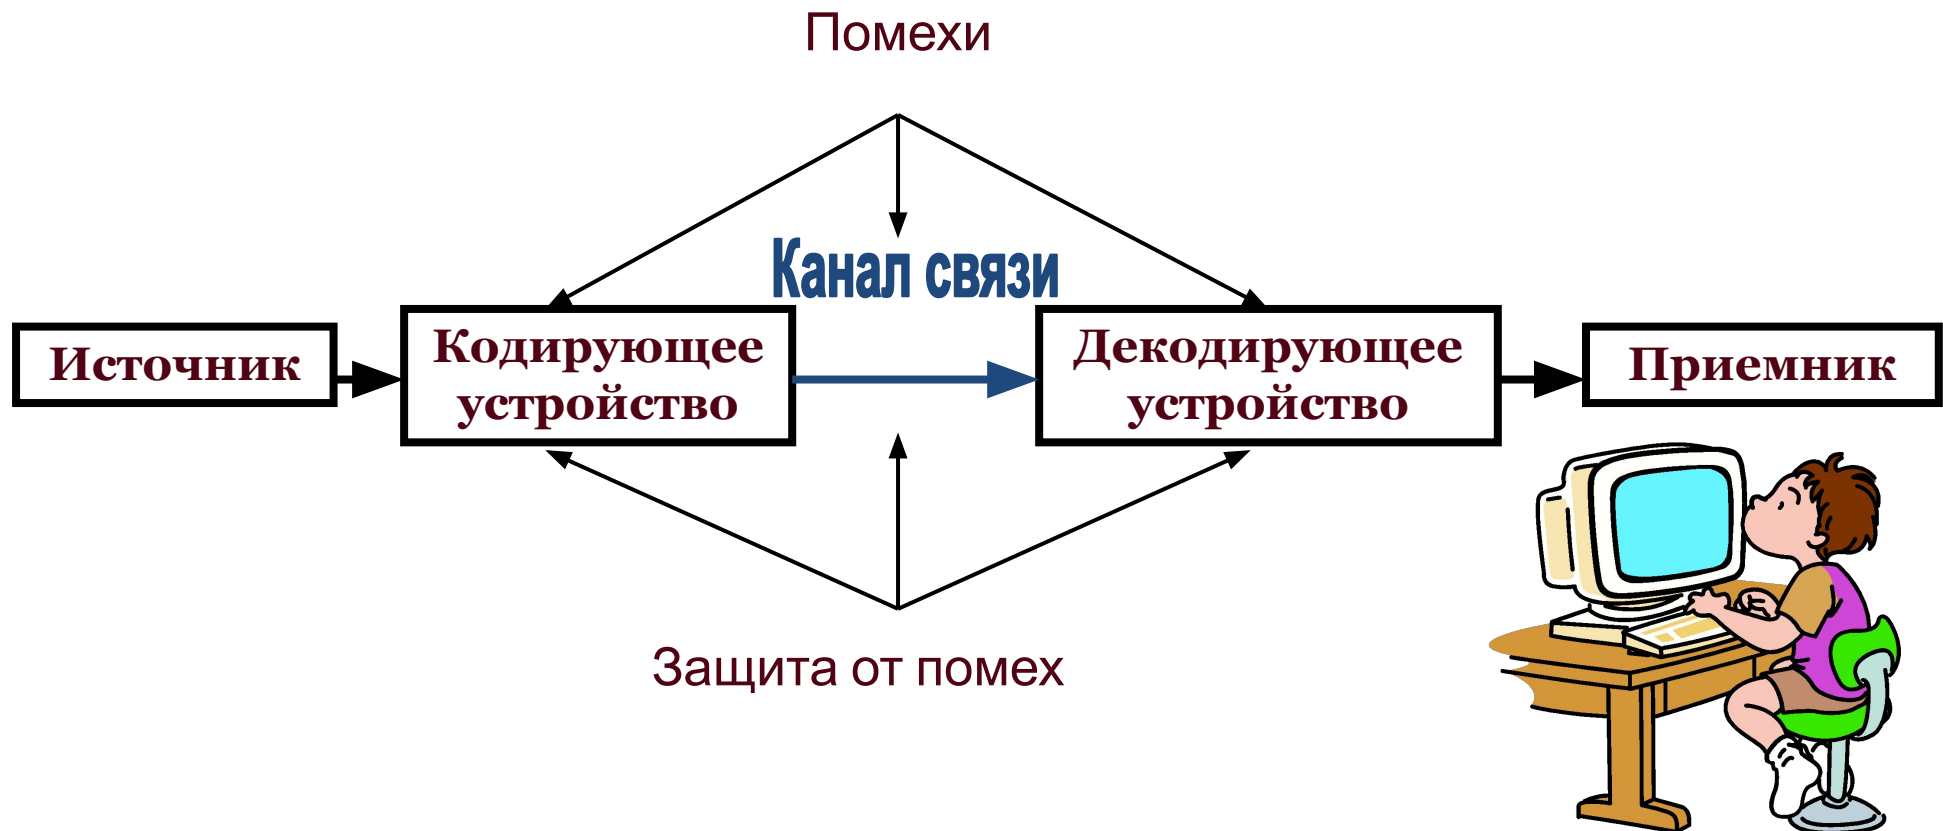 Помехи
Канал связи
Источник
Кодирующее
устройство
Декодирующее
устройство
Приемник
Защита от помех